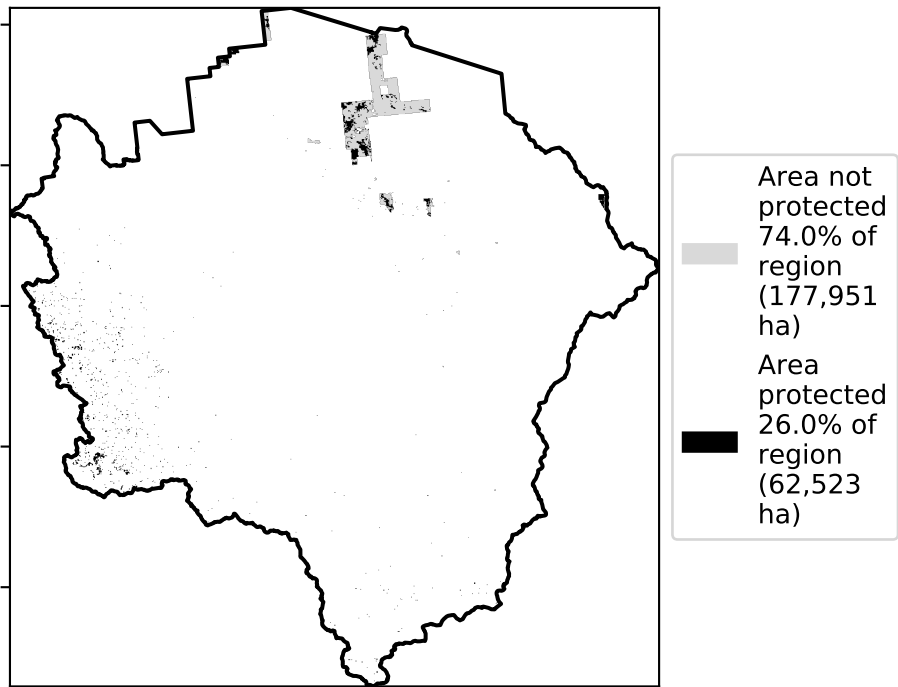 Area not
protected
74.0% of
region
(177,951
ha)
Area
protected
26.0% of
region
(62,523
ha)